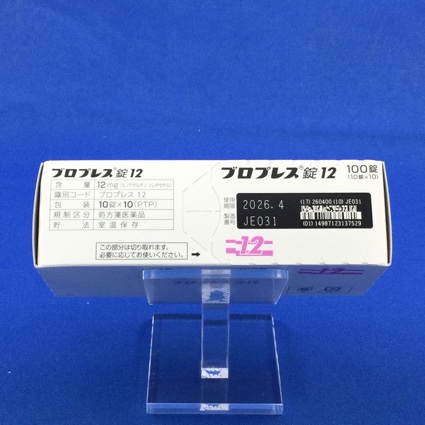 ブロプレス®錠12
含量 12mg
識別コード ブロプレス12
包装 10錠×10(PTP)
規制区分 処方箋医薬品
貯法 室温保存
この部分は切り取れます。
必要に応じてお使いください。
12
ブロプレス®錠12 100錠
(10錠×10)
使用期限 2026.4
製造番号 JE031
(17) 260400 (10) JE031
(01) 14987123137529
12